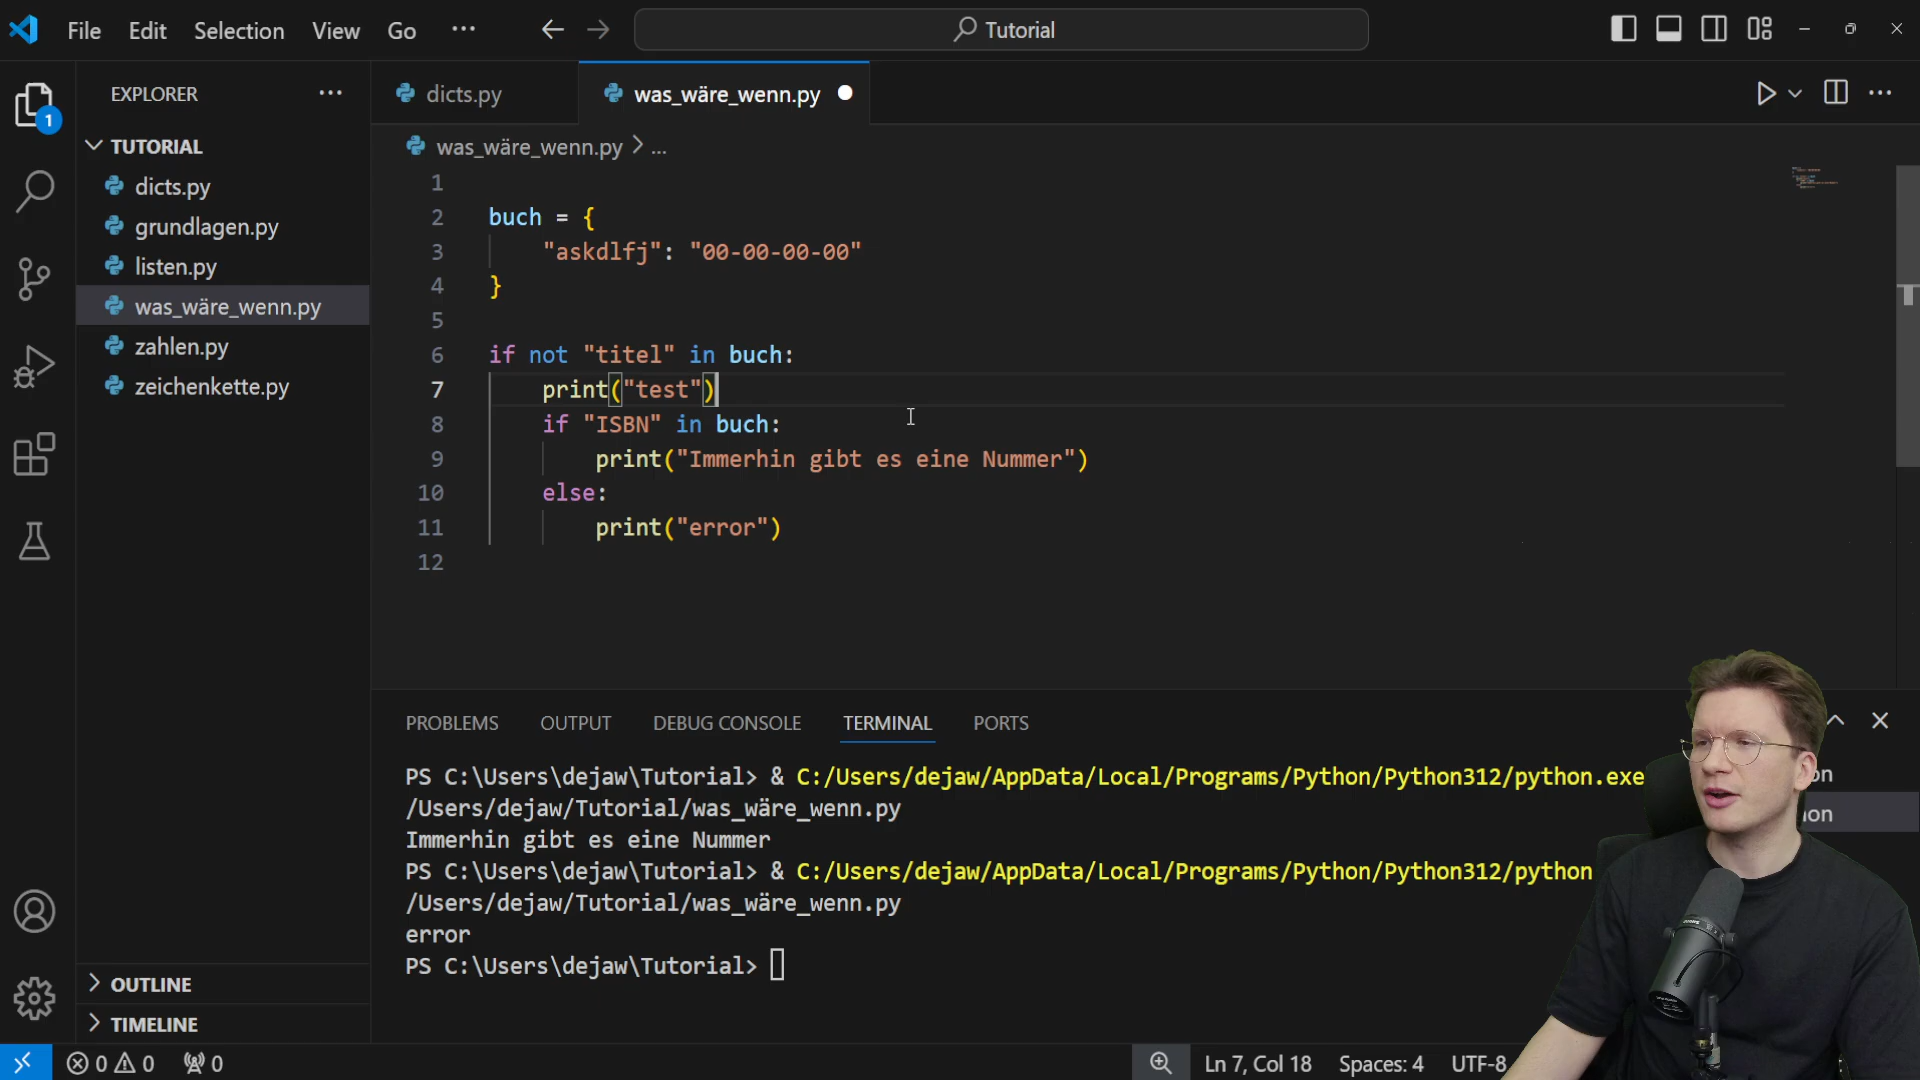 File Edit Selection View Go ··· Tutorial
EXPLORER ···
dicts.py was_wäre_wenn.py
1
TUTORIAL
was_wäre_wenn.py > ...
dicts.py
grundlagen.py
listen.py
was_wäre_wenn.py
zahlen.py
zeichenkette.py
1
2 buch = {
3 "askdlfj": "00-00-00-00"
4 }
5
6 if not "titel" in buch:
7 print("test")
8 if "ISBN" in buch:
9 print("Immerhin gibt es eine Nummer")
10 else:
11 print("error")
12
PROBLEMS OUTPUT DEBUG CONSOLE TERMINAL PORTS
PS C:\Users\dejaw\Tutorial> & C:/Users/dejaw/AppData/Local/Programs/Python/Python312/python.exe
/Users/dejaw/Tutorial/was_wäre_wenn.py
Immerhin gibt es eine Nummer
PS C:\Users\dejaw\Tutorial> & C:/Users/dejaw/AppData/Local/Programs/Python/Python312/python
/Users/dejaw/Tutorial/was_wäre_wenn.py
error
PS C:\Users\dejaw\Tutorial>
OUTLINE
TIMELINE
0 0 0
Ln 7, Col 18 Spaces: 4 UTF-8